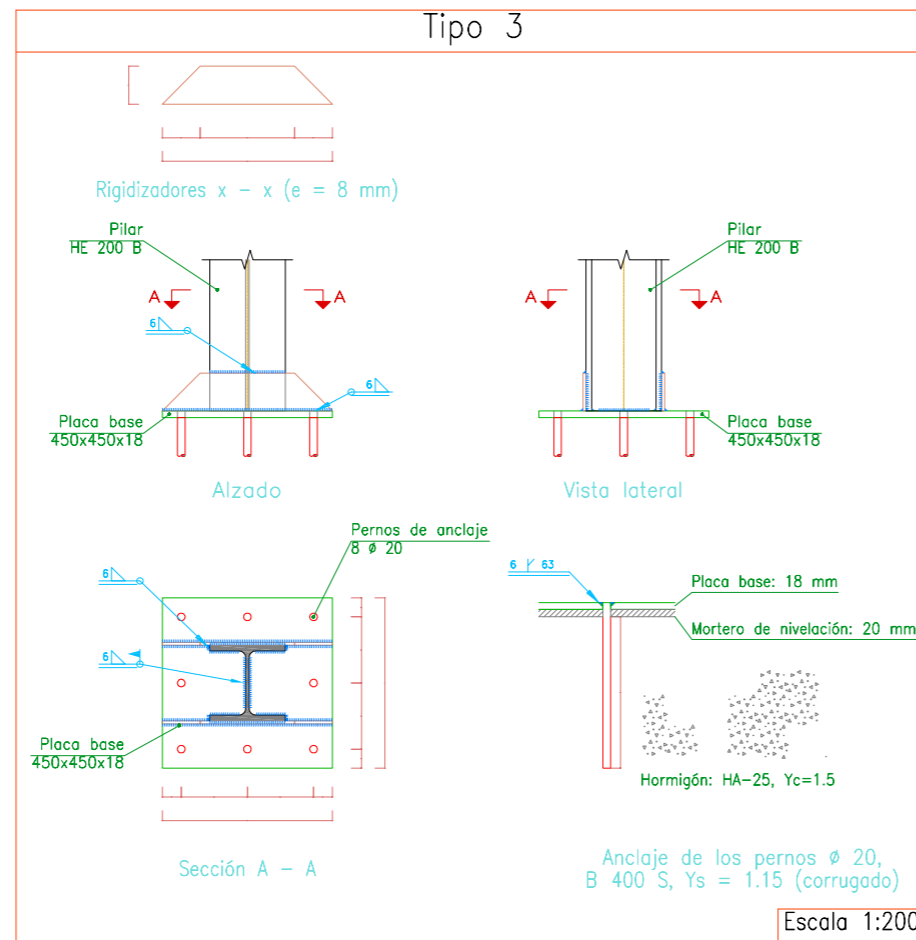 Tipo 3
Rigidizadores x - x (e = 8 mm)
Pilar
HE 200 B
A
A
6
6
Placa base
450x450x18
Alzado
Pilar
HE 200 B
A
A
Placa base
450x450x18
Vista lateral
Pernos de anclaje
8 ø 20
6
6
Placa base
450x450x18
Sección A - A
6 63
Placa base: 18 mm
Mortero de nivelación: 20 mm
Hormigón: HA-25, Yc=1.5
Anclaje de los pernos ø 20,
B 400 S, Ys = 1.15 (corrugado)
Escala 1:200